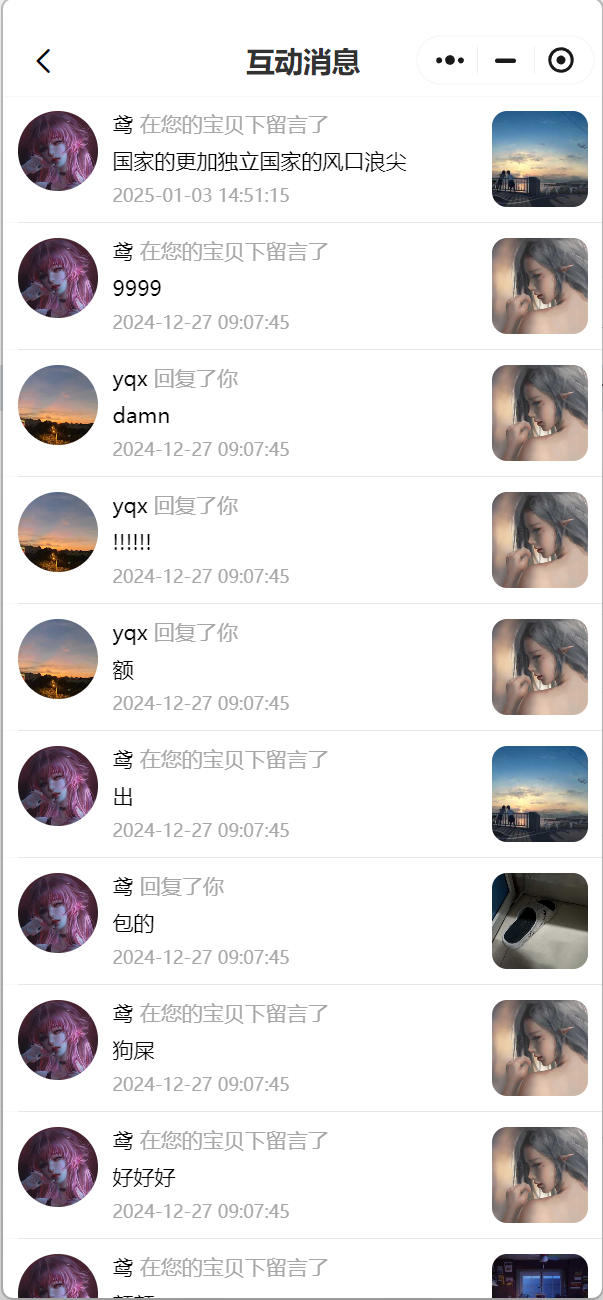 互动消息
鸢 在您的宝贝下留言了
国家的更加独立国家的风口浪尖
2025-01-03 14:51:15
鸢 在您的宝贝下留言了
9999
2024-12-27 09:07:45
yqx 回复了你
damn
2024-12-27 09:07:45
yqx 回复了你
!!!!!!
2024-12-27 09:07:45
yqx 回复了你
额
2024-12-27 09:07:45
鸢 在您的宝贝下留言了
出
2024-12-27 09:07:45
鸢 回复了你
包的
2024-12-27 09:07:45
鸢 在您的宝贝下留言了
狗屎
2024-12-27 09:07:45
鸢 在您的宝贝下留言了
好好好
2024-12-27 09:07:45
鸢 在您的宝贝下留言了